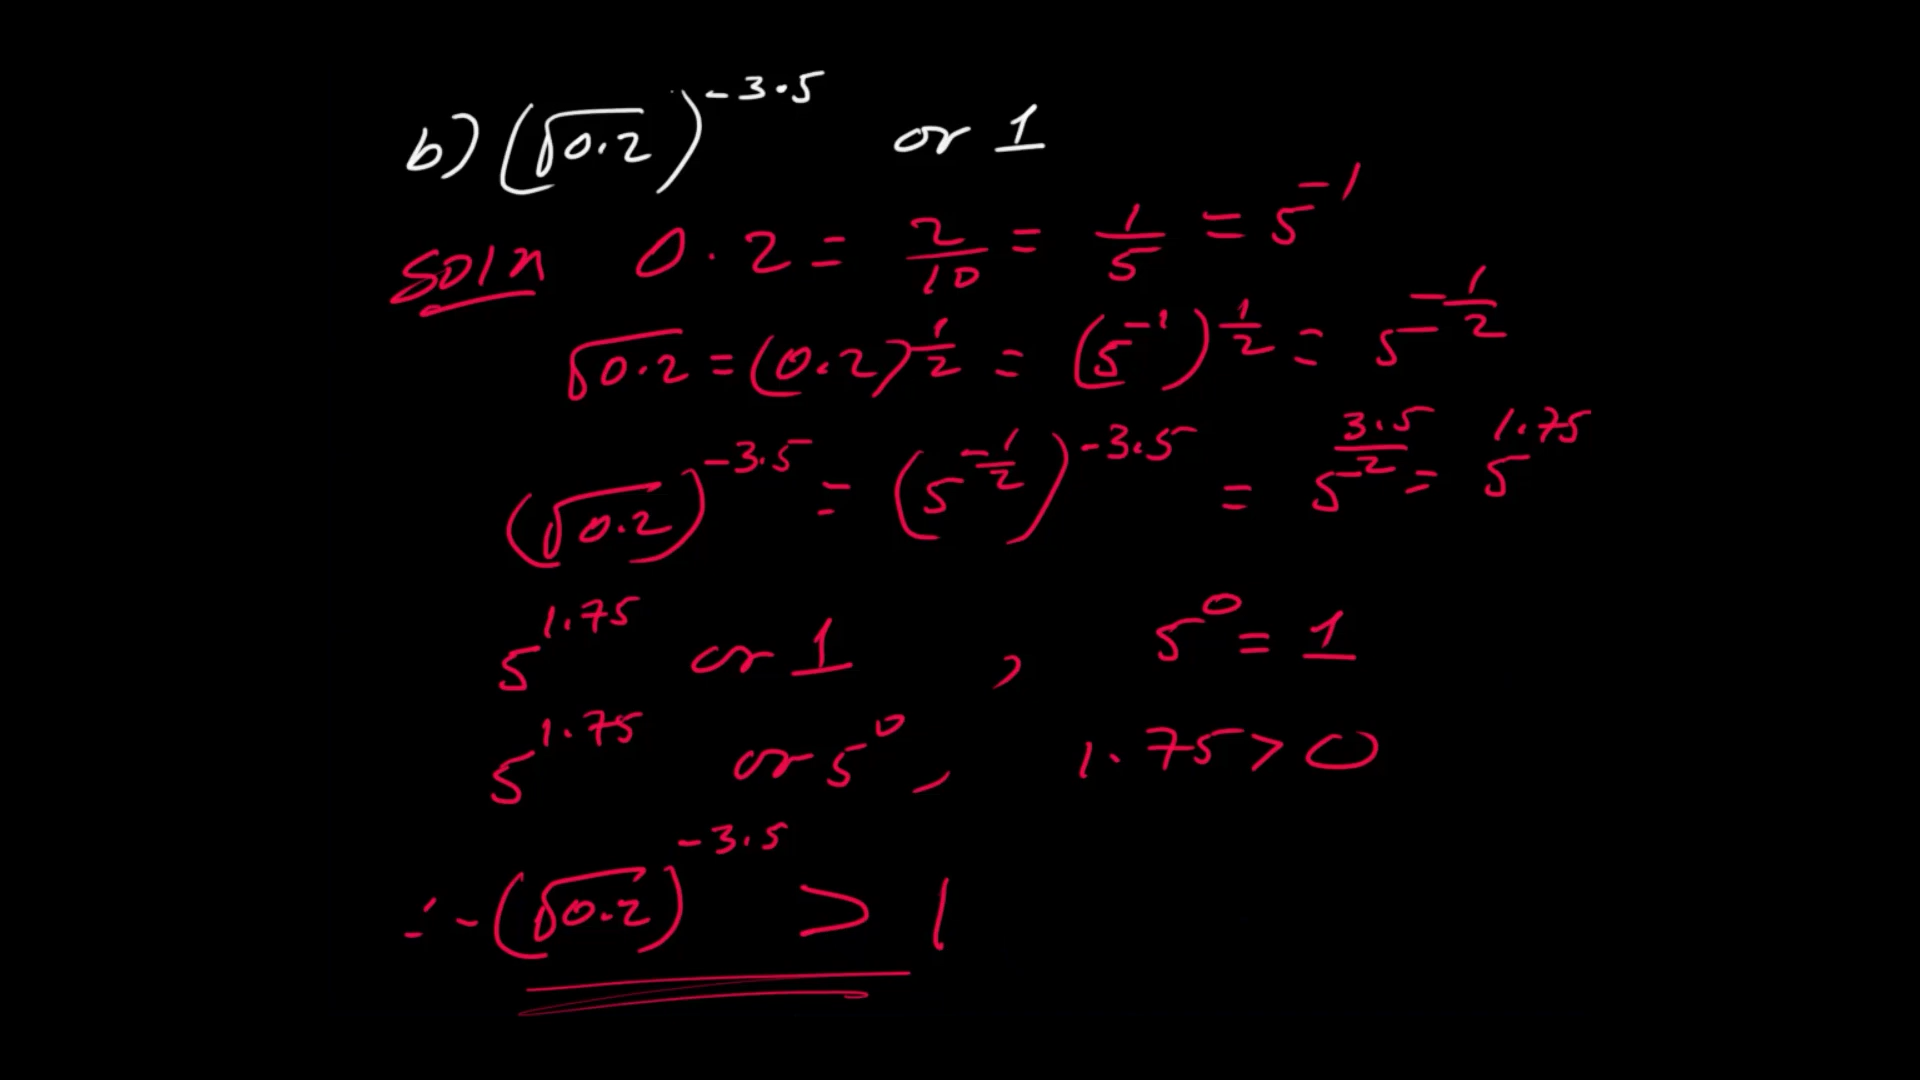 b) (√0.2)^-3.5 or 1
Soln 0.2 = 2/10 = 1/5 = 5^-1
√0.2 = (0.2)^1/2 = (5^-1)^1/2 = 5^-1/2
(√0.2)^-3.5 = (5^-1/2)^-3.5 = 5^3.5/2 = 5^1.75
5^1.75 or 1 , 5^0 = 1
5^1.75 or 5^0 , 1.75 > 0
∴ (√0.2)^-3.5 > 1